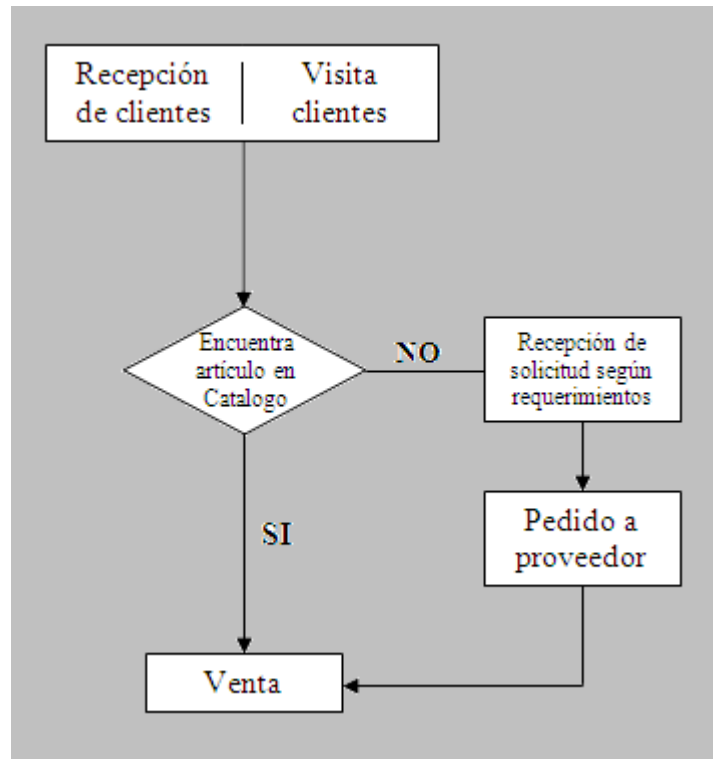 Recepción
de clientes
Visita
clientes
Encuentra
artículo en
Catalogo
NO
Recepción de
solicitud según
requerimientos
SI
Pedido a
proveedor
Venta